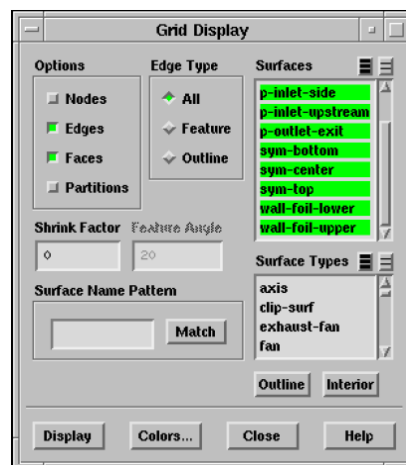 Grid Display
Options
Nodes
Edges
Faces
Partitions
Edge Type
All
Feature
Outline
Surfaces
p-inlet-side
p-inlet-upstream
p-outlet-exit
sym-bottom
sym-center
sym-top
wall-foil-lower
wall-foil-upper
Shrink Factor
0
Feature Angle
20
Surface Name Pattern
Match
Surface Types
axis
clip-surf
exhaust-fan
fan
Outline
Interior
Display
Colors...
Close
Help